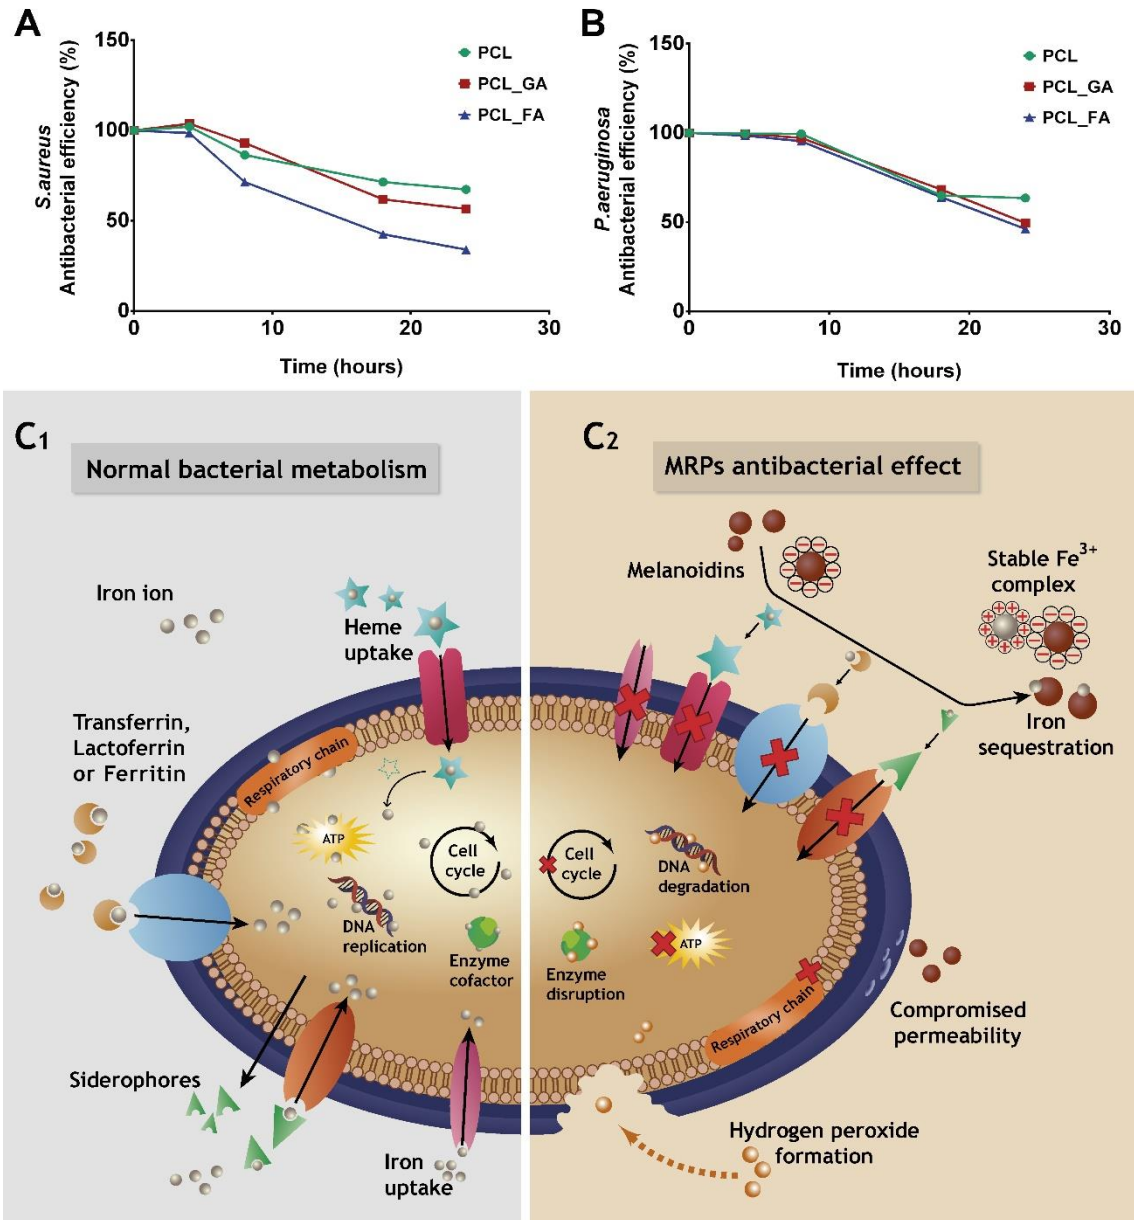 A
S.aureus
Antibacterial efficiency (%)
150
100
50
0
0
10
20
30
Time (hours)
PCL
PCL_GA
PCL_FA
B
P.aeruginosa
Antibacterial efficiency (%)
150
100
50
0
0
10
20
30
Time (hours)
PCL
PCL_GA
PCL_FA
C1
Normal bacterial metabolism
Iron ion
Heme
uptake
Transferrin,
Lactoferrin
or Ferritin
Respiratory chain
ATP
Cell
cycle
DNA
replication
Enzyme
cofactor
Siderophores
Iron
uptake
C2
MRPs antibacterial effect
Melanoidins
Stable Fe3+
complex
Iron
sequestration
Cell
cycle
DNA
degradation
Enzyme
disruption
ATP
Respiratory chain
Compromised
permeability
Hydrogen peroxide
formation